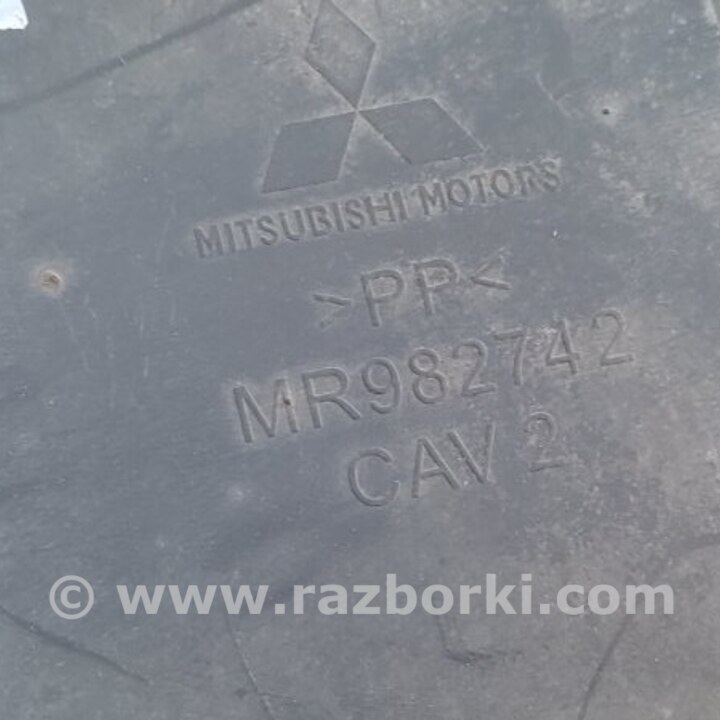 MITSUBISHI MOTORS
>PP<
MR982742
CAV 2
© www.razborki.com